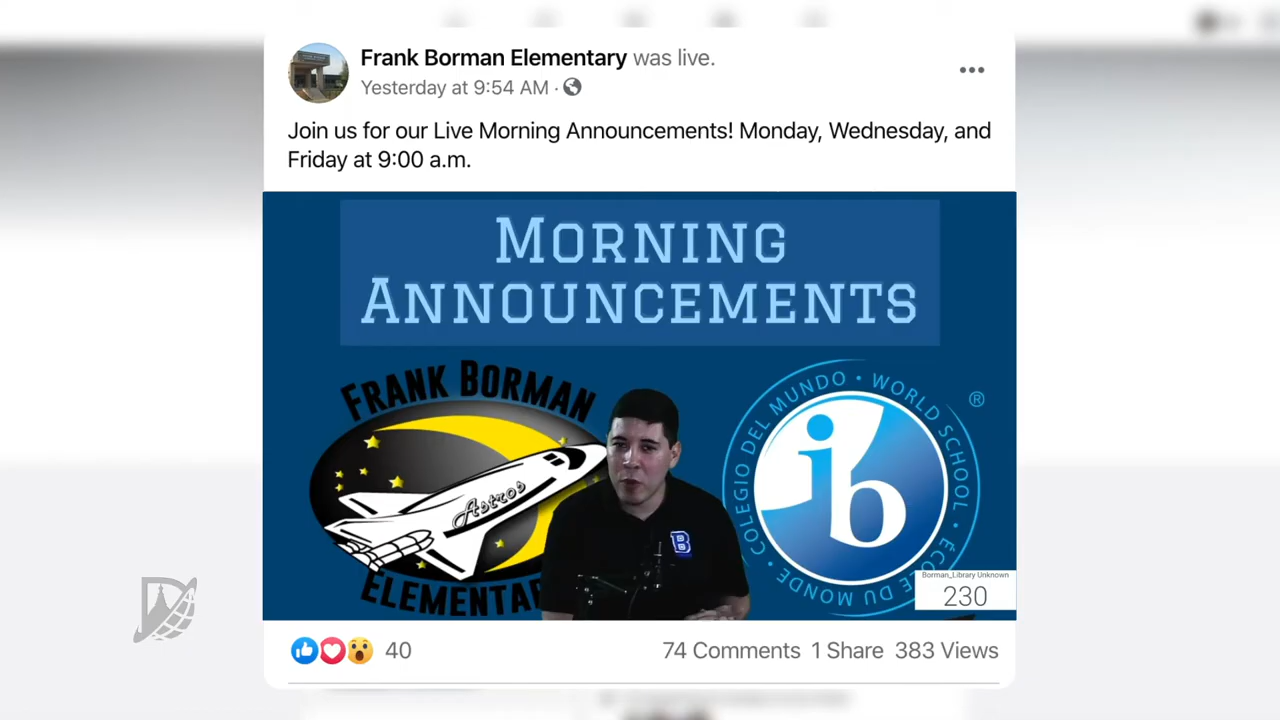 Frank Borman Elementary was live.
Yesterday at 9:54 AM ·
Join us for our Live Morning Announcements! Monday, Wednesday, and
Friday at 9:00 a.m.
MORNING
ANNOUNCEMENTS
FRANK BORMAN
Astros
COLEGIO DEL MUNDO • WORLD SCHOOL • ÉCOLE DU MONDE •
®
ib
B
Borman_Library Unknown
230
40
74 Comments 1 Share 383 Views